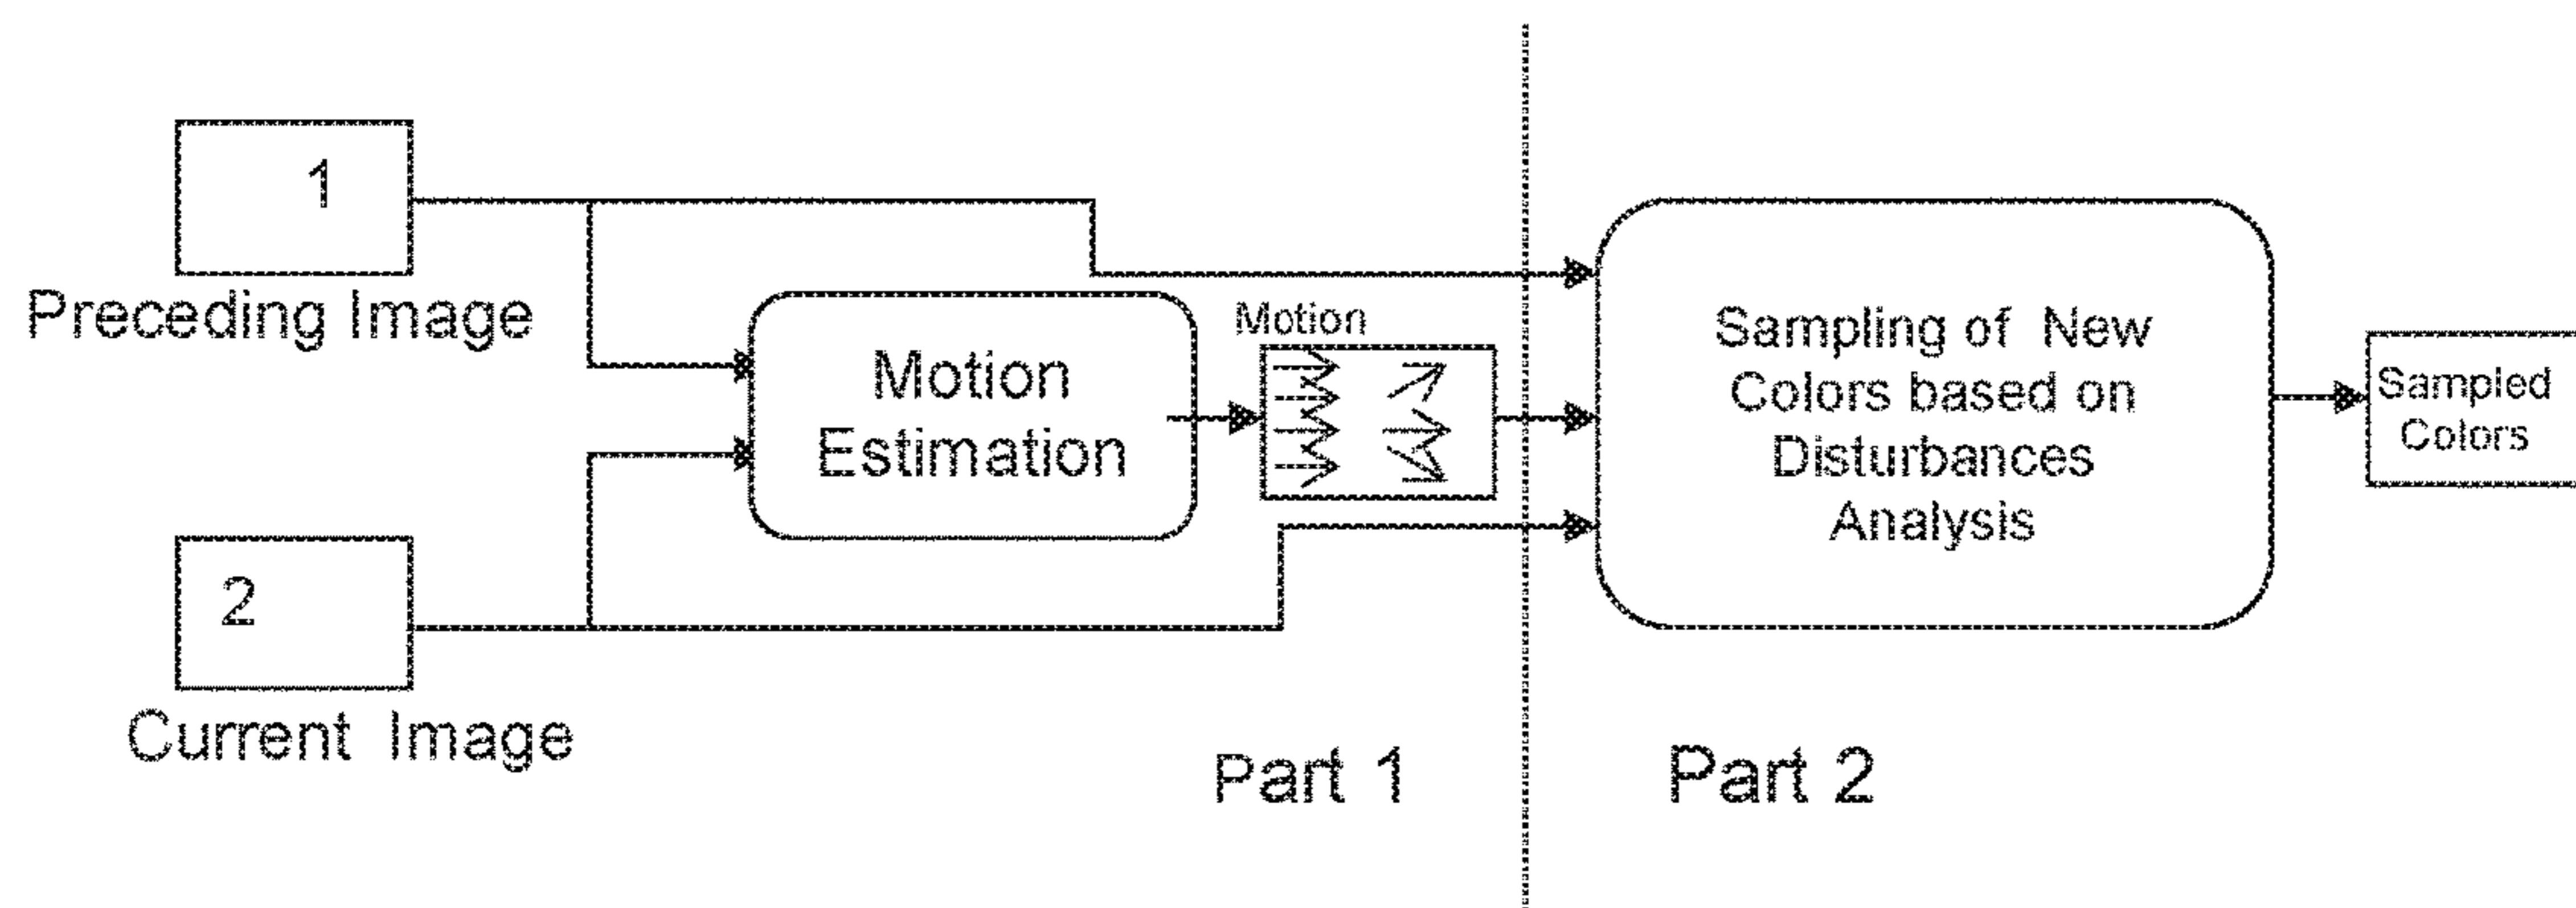 1
Preceding Image
Motion
Estimation
Motion
Sampling of New
Colors based on
Disturbances
Analysis
Sampled
Colors
2
Current Image
Part 1
Part 2